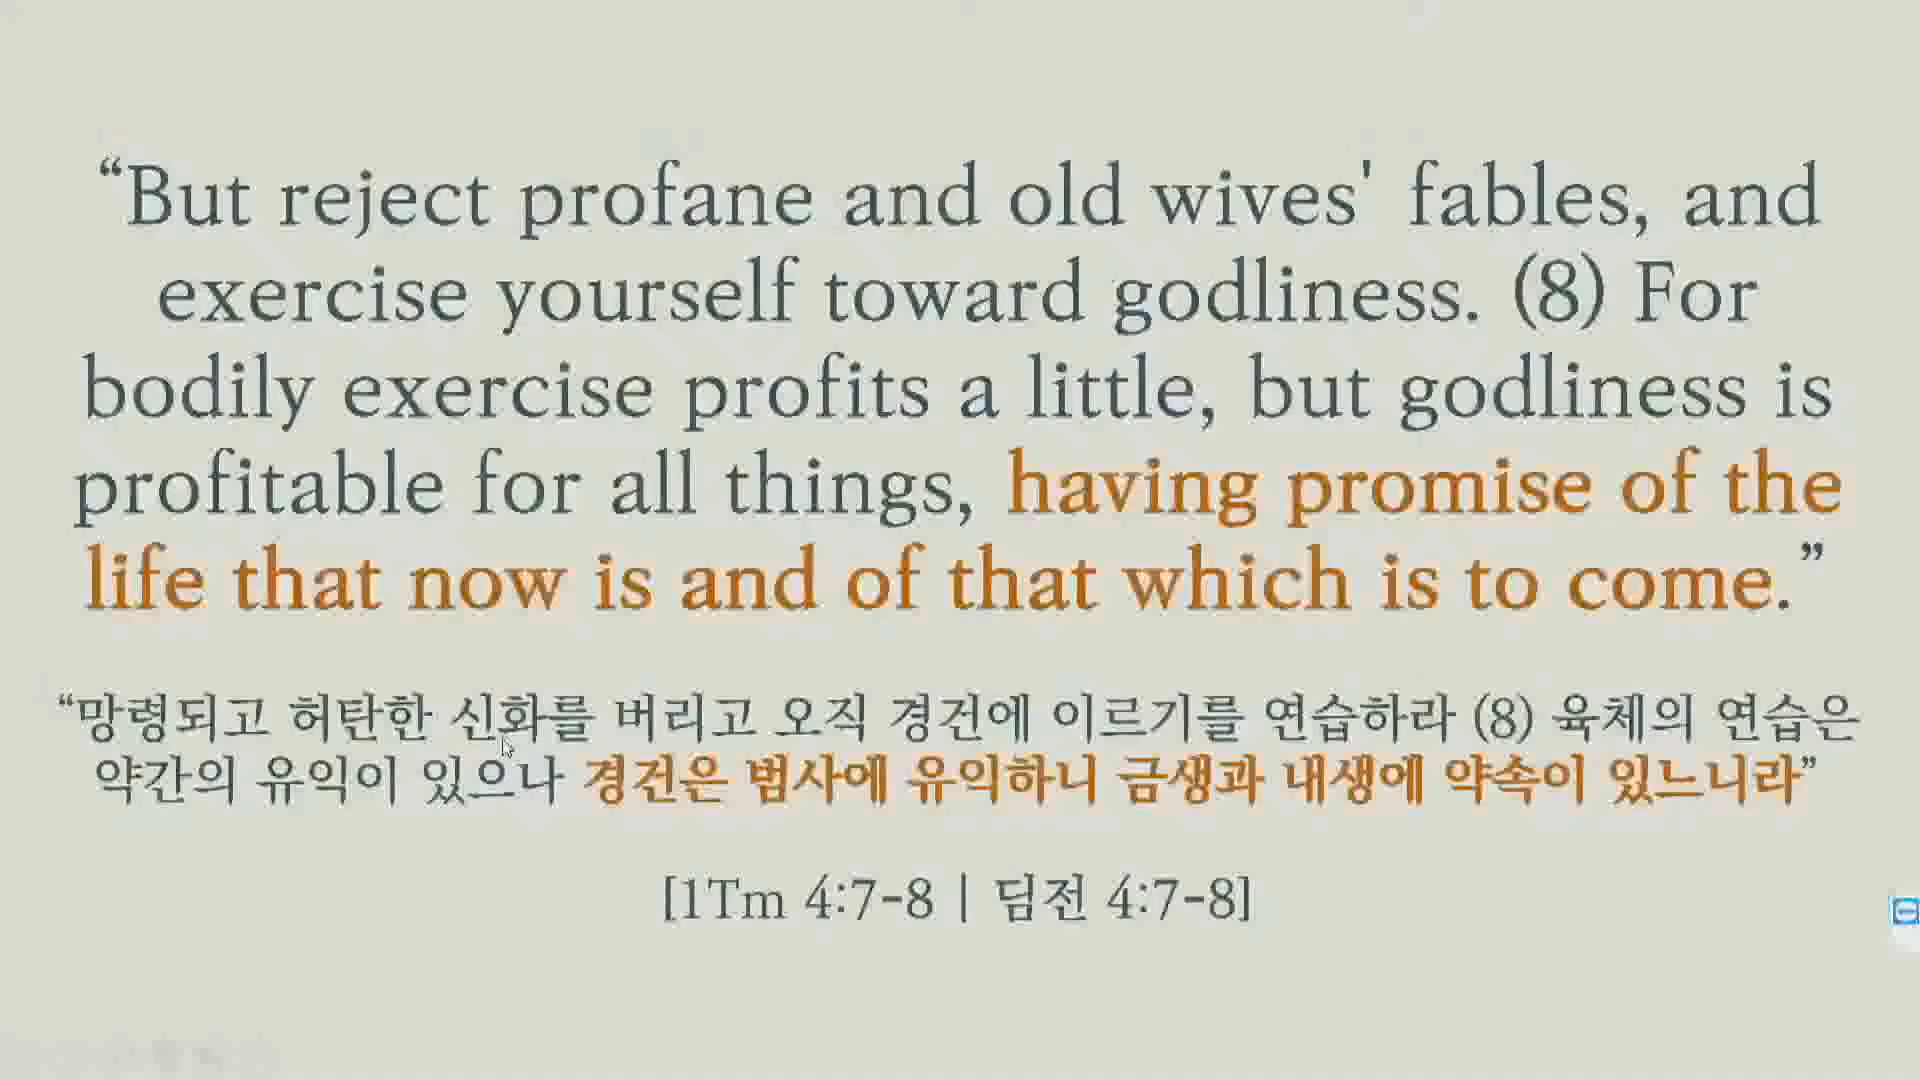 “But reject profane and old wives' fables, and
exercise yourself toward godliness. (8) For
bodily exercise profits a little, but godliness is
profitable for all things, having promise of the
life that now is and of that which is to come.”
“망령되고 허탄한 신화를 버리고 오직 경건에 이르기를 연습하라 (8) 육체의 연습은
약간의 유익이 있으나 경건은 범사에 유익하니 금생과 내생에 약속이 있느니라”
[1Tm 4:7-8 | 딤전 4:7-8]